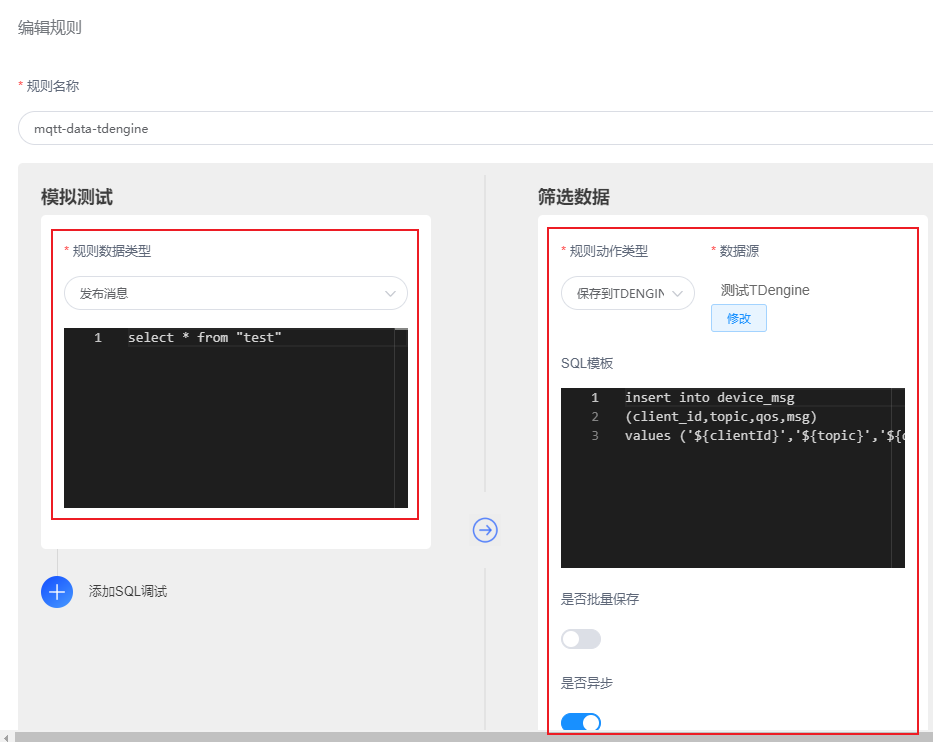 编辑规则
* 规则名称
mqtt-data-tdengine
模拟测试
* 规则数据类型
发布消息
1 select * from "test"
添加SQL调试
筛选数据
* 规则动作类型
* 数据源
保存到TDENGIN
测试TDengine
修改
SQL模板
1 insert into device_msg
2 (client_id,topic,qos,msg)
3 values ('${clientId}','${topic}','${
是否批量保存
是否异步